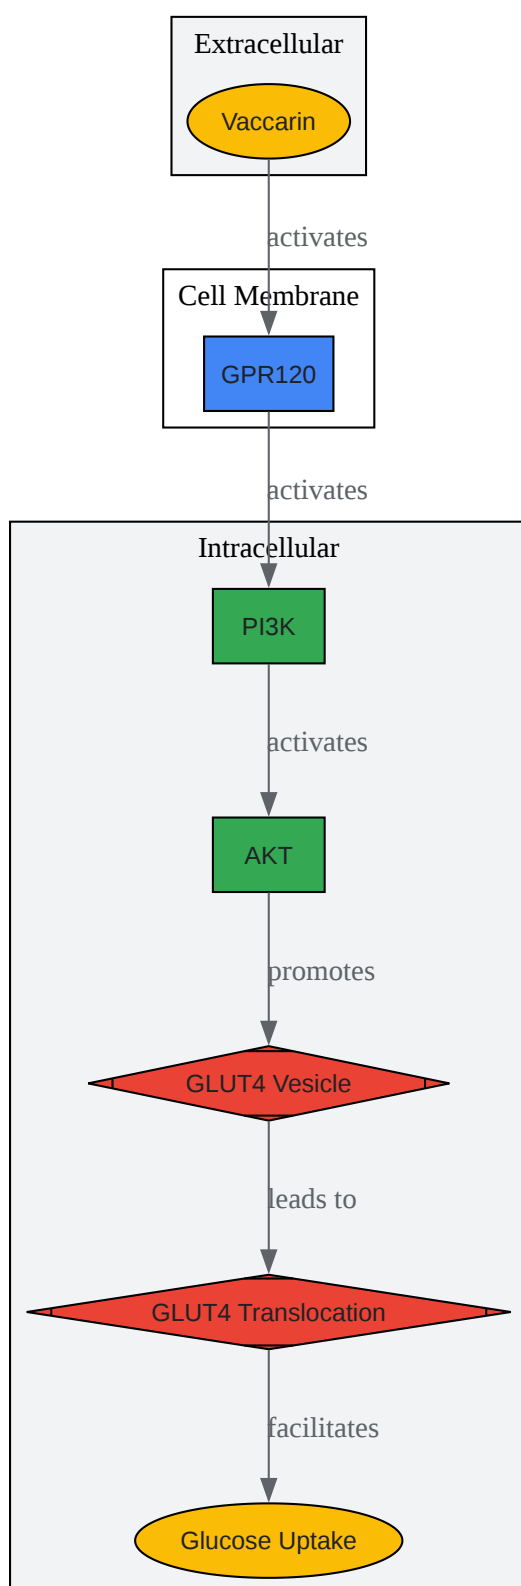 Extracellular
Vaccarin
activates
Cell Membrane
GPR120
activates
Intracellular
PI3K
activates
AKT
promotes
GLUT4 Vesicle
leads to
GLUT4 Translocation
facilitates
Glucose Uptake